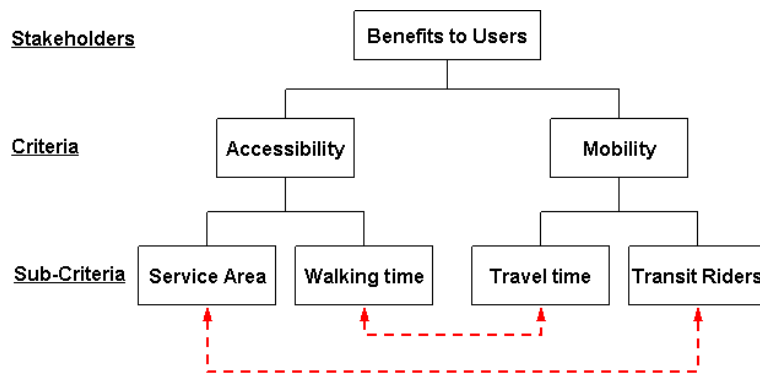 Stakeholders
Benefits to Users
Criteria
Accessibility
Mobility
Sub-Criteria
Service Area
Walking time
Travel time
Transit Riders